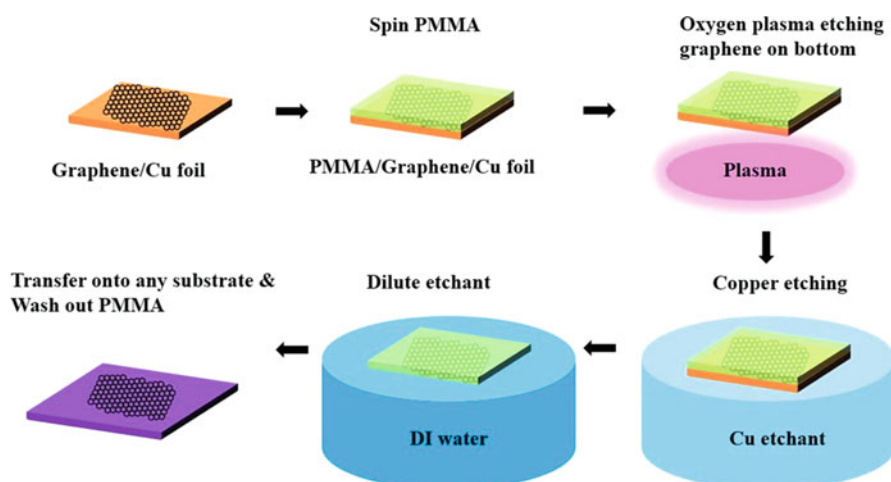 Spin PMMA
Oxygen plasma etching
graphene on bottom
Graphene/Cu foil
PMMA/Graphene/Cu foil
Plasma
Copper etching
Cu etchant
Dilute etchant
DI water
Transfer onto any substrate &
Wash out PMMA